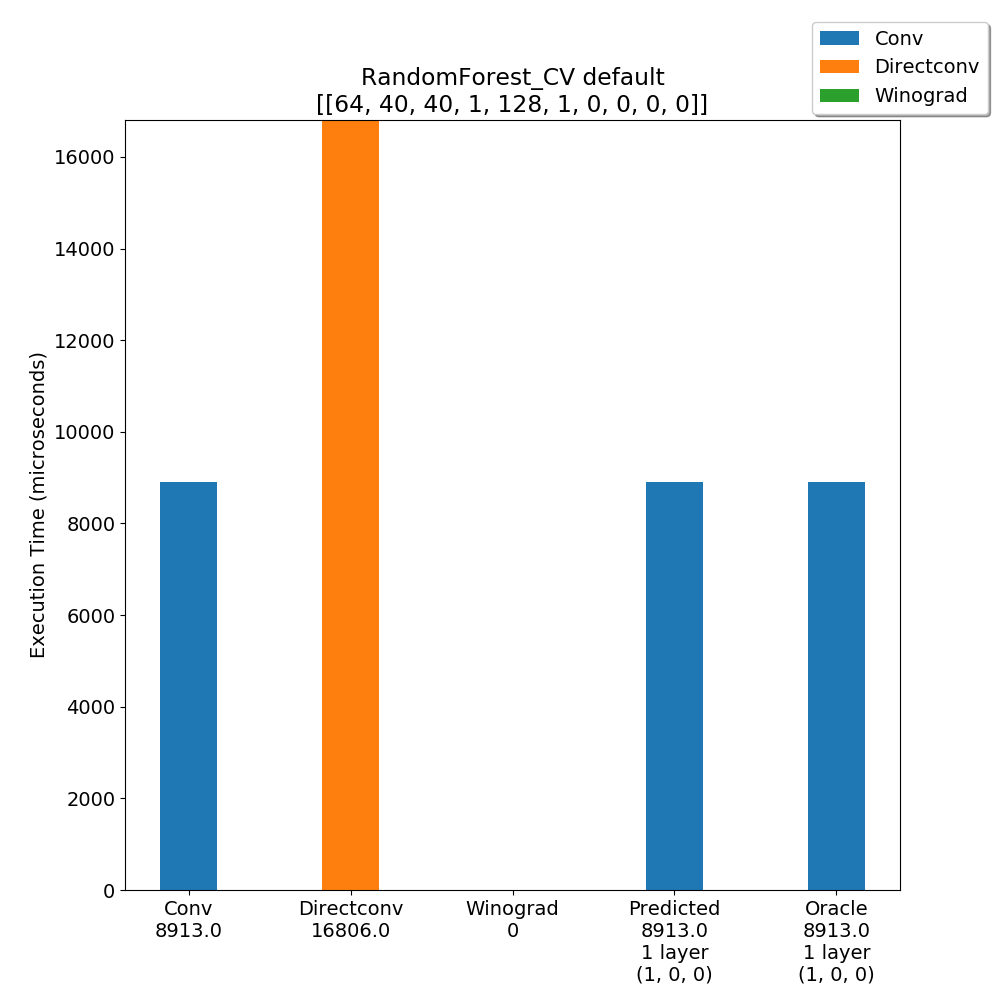 Conv
Directconv
Winograd
RandomForest_CV default
[[64, 40, 40, 1, 128, 1, 0, 0, 0, 0]]
Execution Time (microseconds)
16000
14000
12000
10000
8000
6000
4000
2000
0
Conv
8913.0
Directconv
16806.0
Winograd
0
Predicted
8913.0
1 layer
(1, 0, 0)
Oracle
8913.0
1 layer
(1, 0, 0)